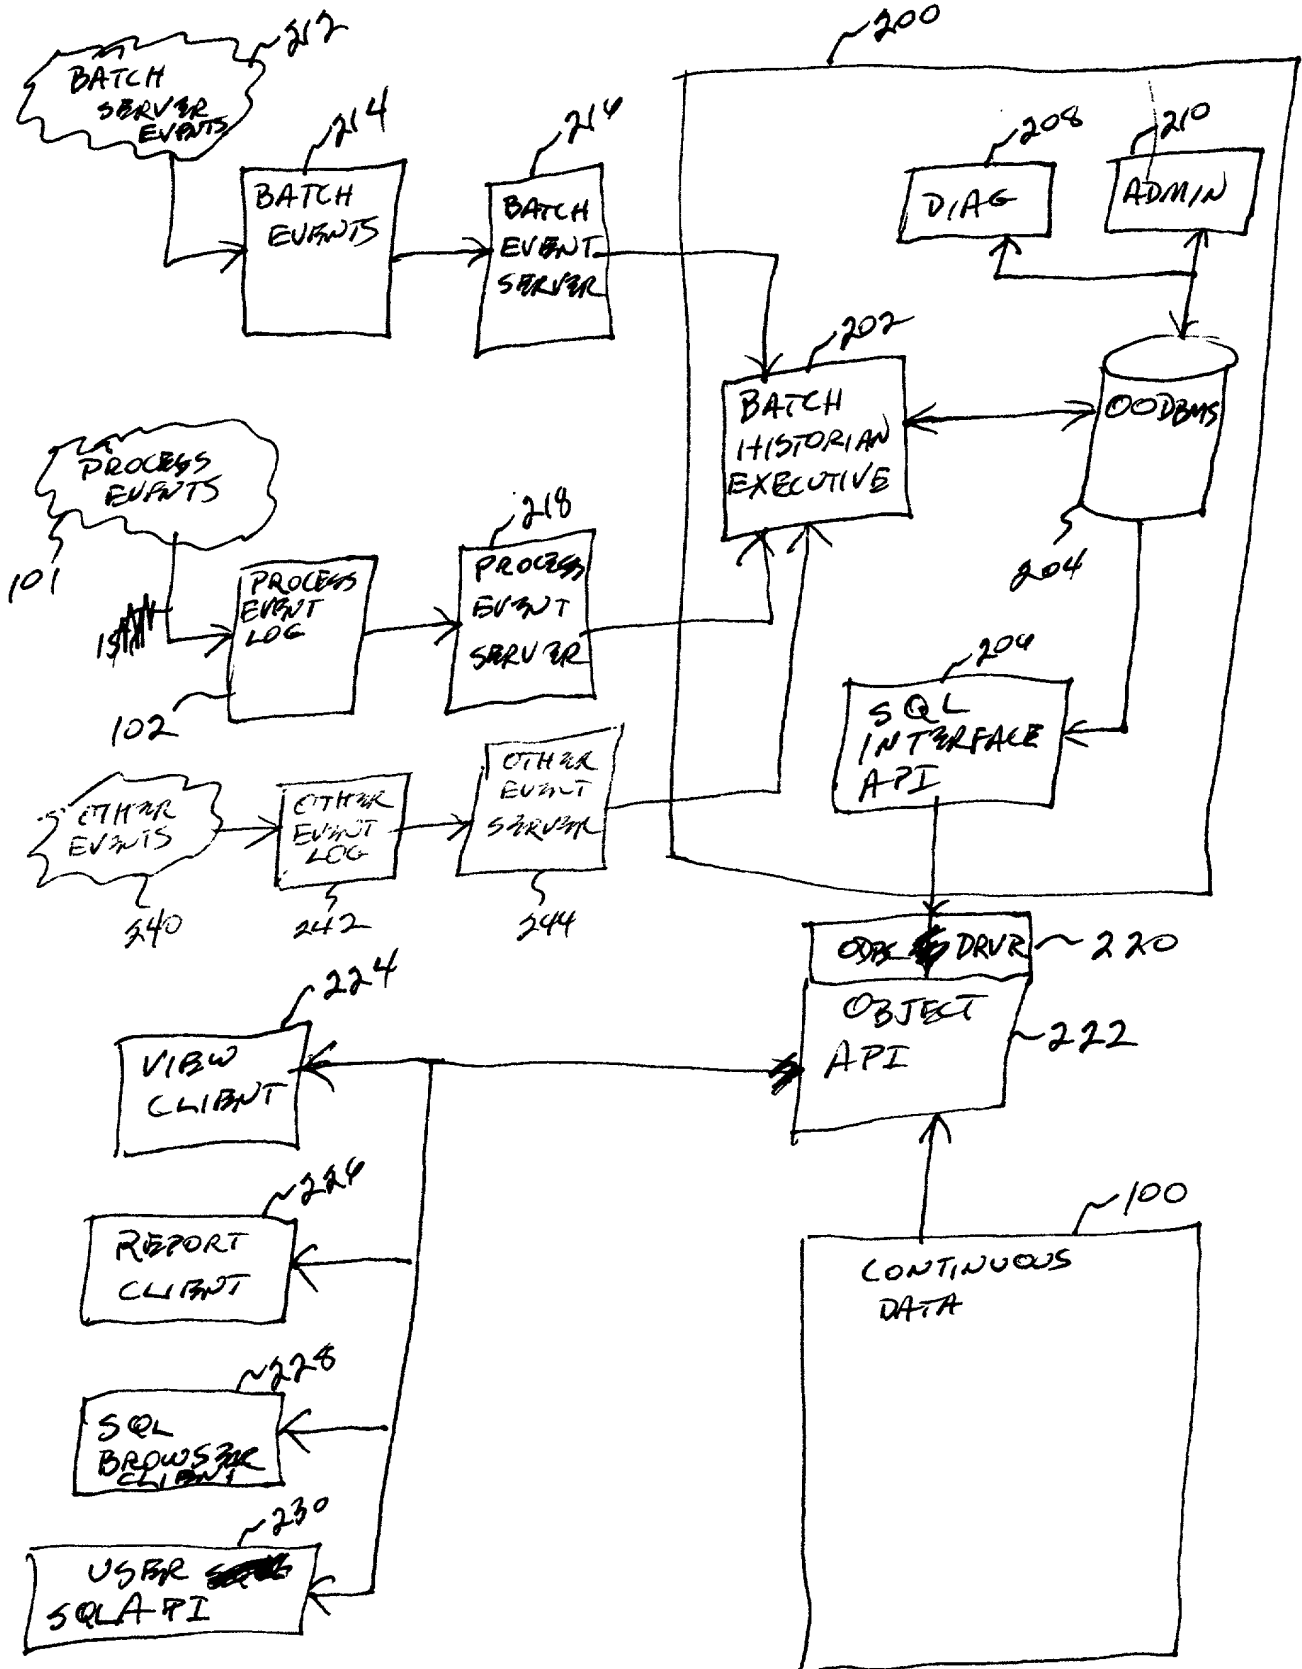 212
200
BATCH
SERVER
EVENTS
214
216
208
210
BATCH
EVENTS
BATCH
EVENT
SERVER
DIAG
ADMIN
202
BATCH
HISTORIAN
EXECUTIVE
OODBMS
204
PROCESS
EVENTS
101
218
PROCESS
EVENT
LOG
102
PROCESS
EVENT
SERVER
206
SQL
INTERFACE
API
OTHER
EVENTS
240
OTHER
EVENT
LOG
242
OTHER
EVENT
SERVER
244
ODBC DRVR
220
OBJECT
API
222
224
VIEW
CLIENT
226
REPORT
CLIENT
228
SQL
BROWSER
CLIENT
230
USER
SQL API
100
CONTINUOUS
DATA